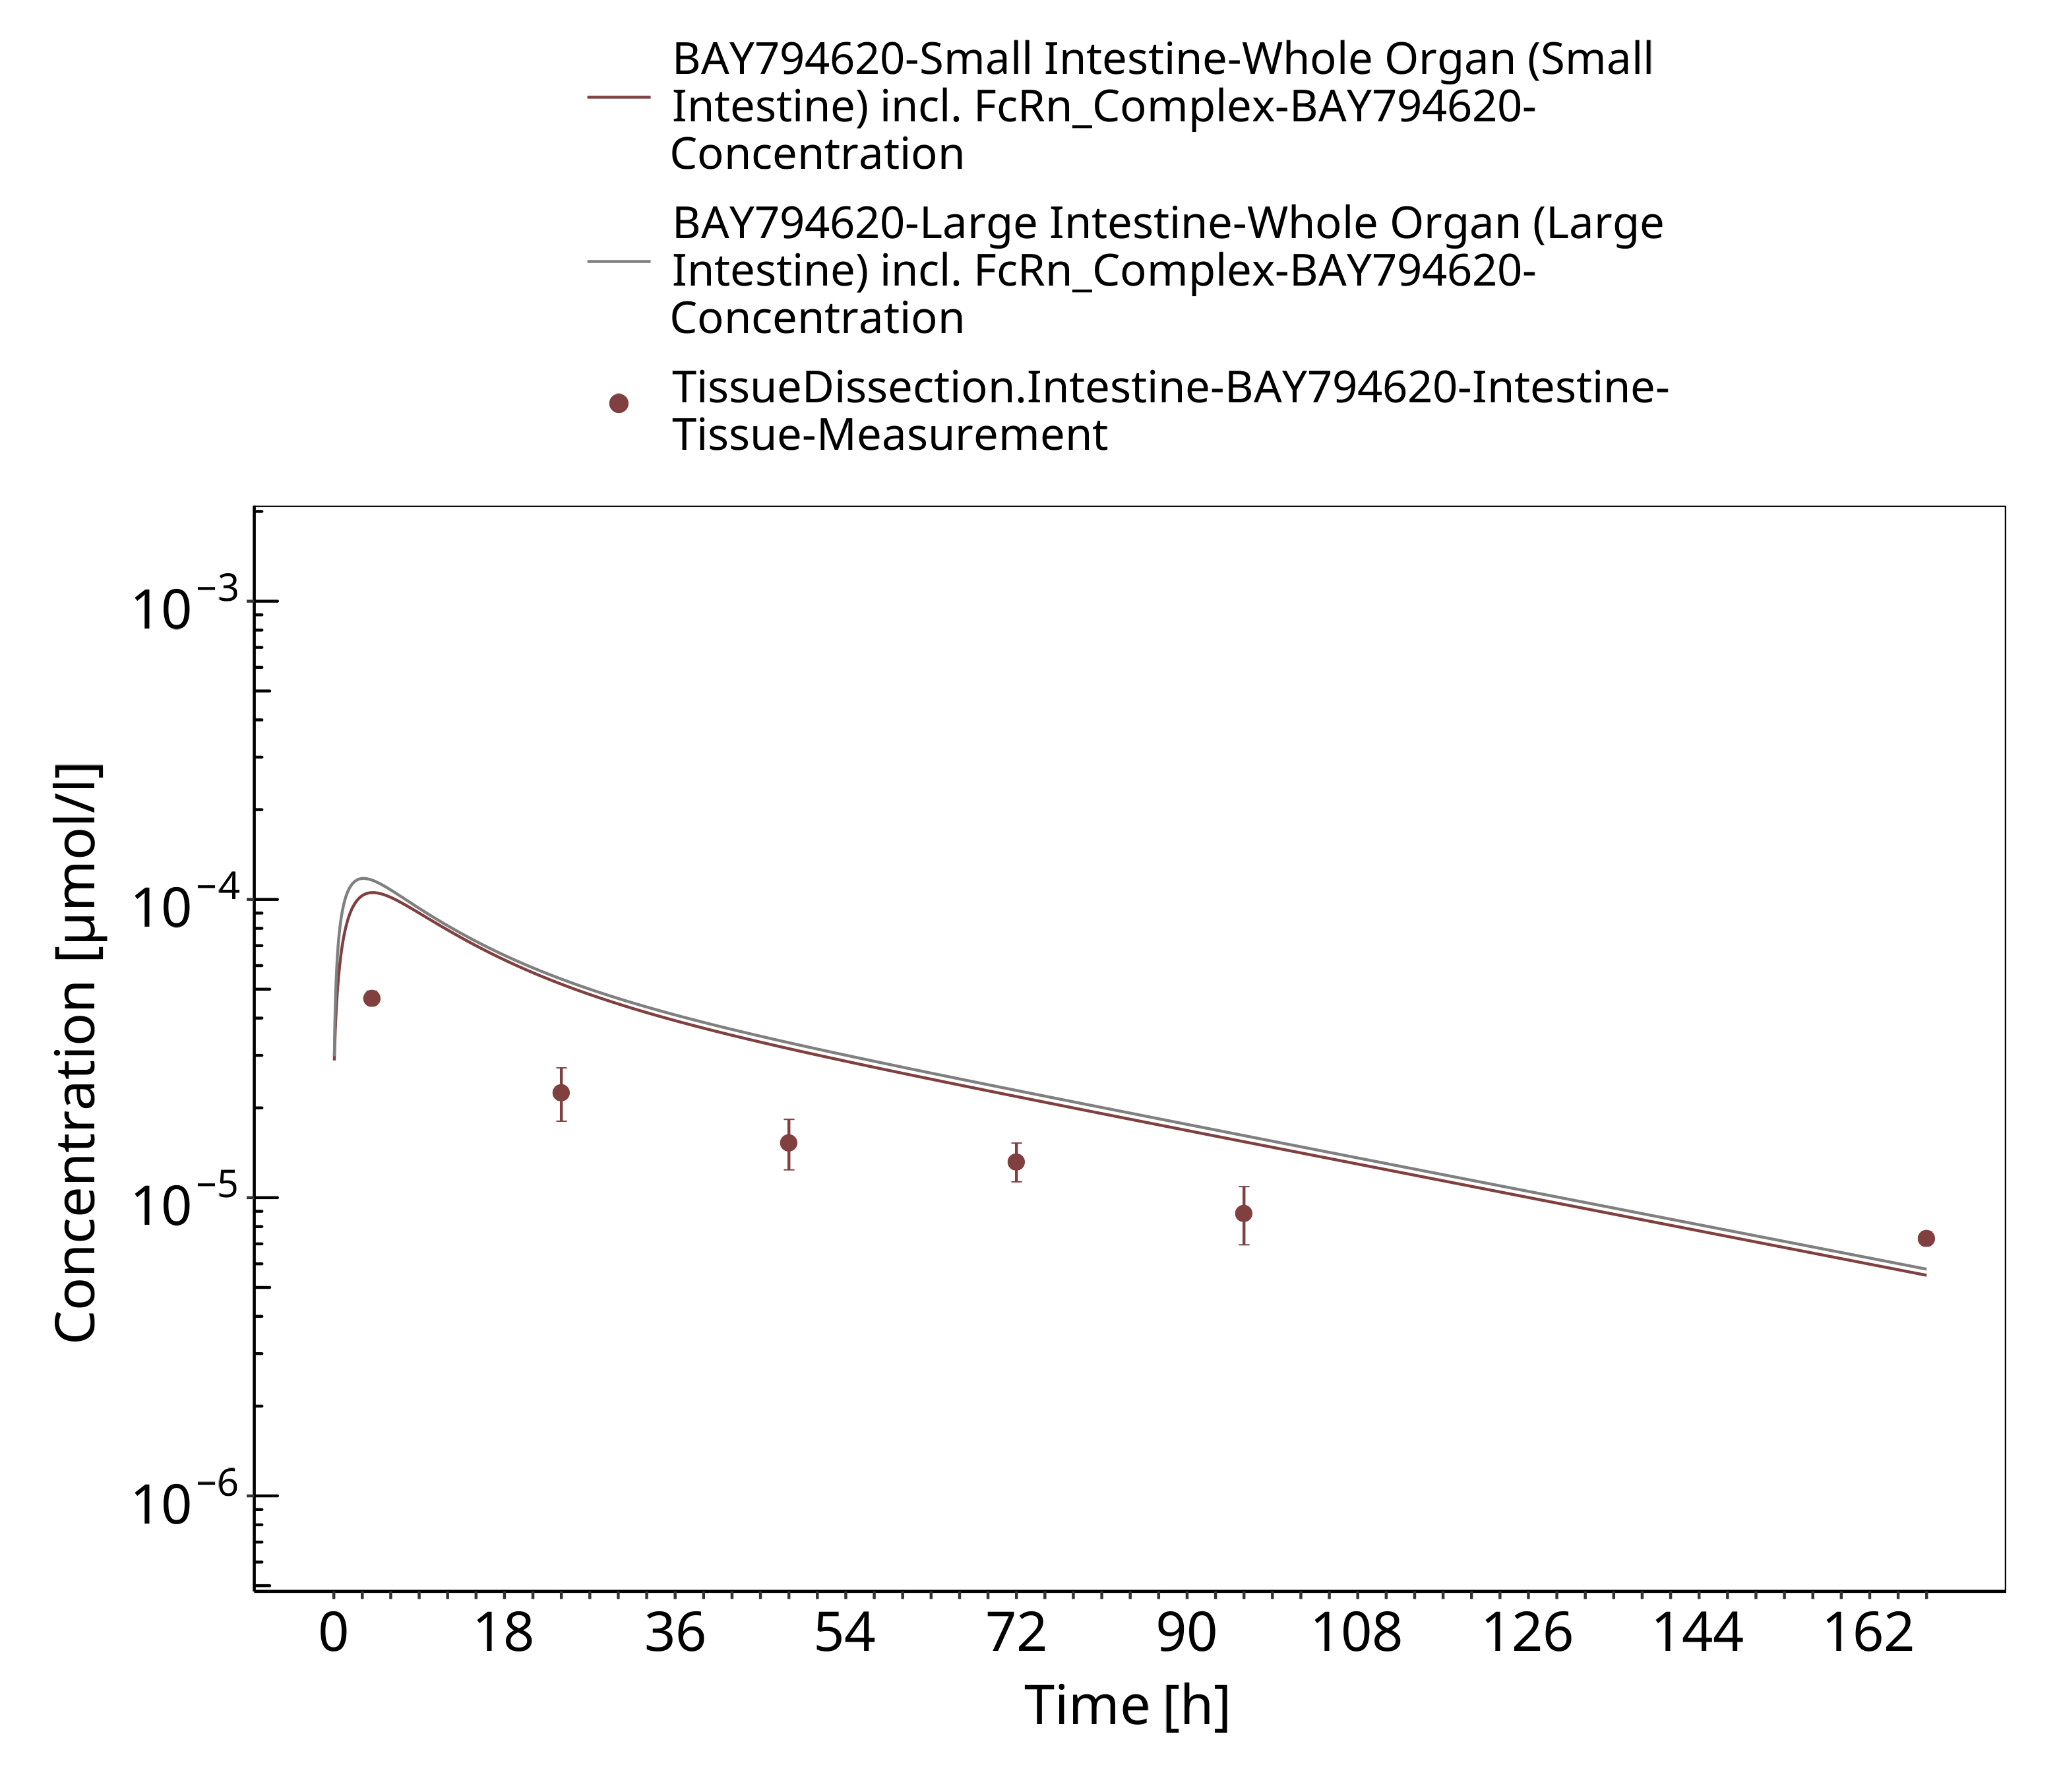 BAY794620-Small Intestine-Whole Organ (Small
Intestine) incl. FcRn_Complex-BAY794620-
Concentration
BAY794620-Large Intestine-Whole Organ (Large
Intestine) incl. FcRn_Complex-BAY794620-
Concentration
TissueDissection.Intestine-BAY794620-Intestine-
Tissue-Measurement
Concentration [µmol/l]
10⁻³
10⁻⁴
10⁻⁵
10⁻⁶
0 18 36 54 72 90 108 126 144 162
Time [h]